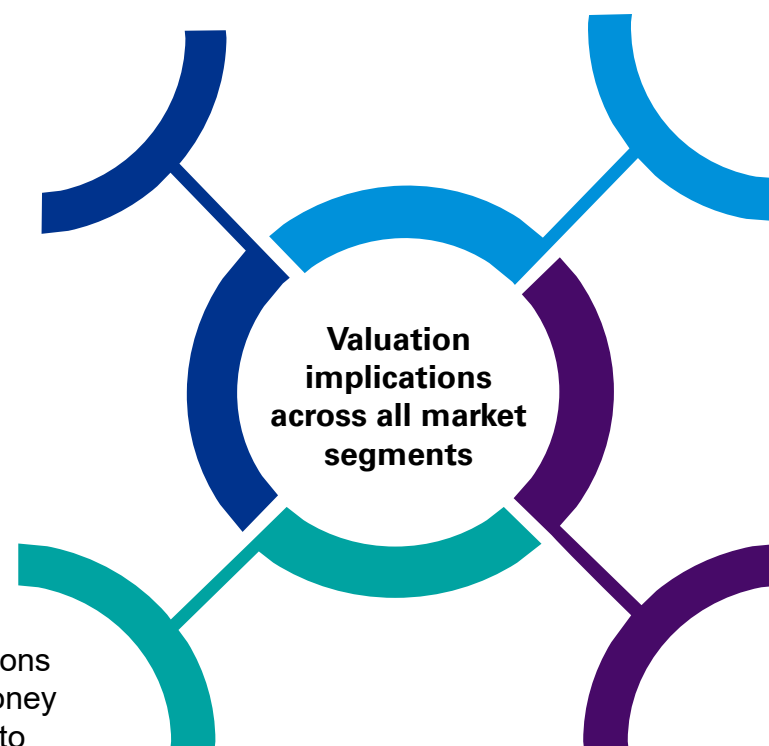 Valuation
implications
across all market
segments
ons
oney
to